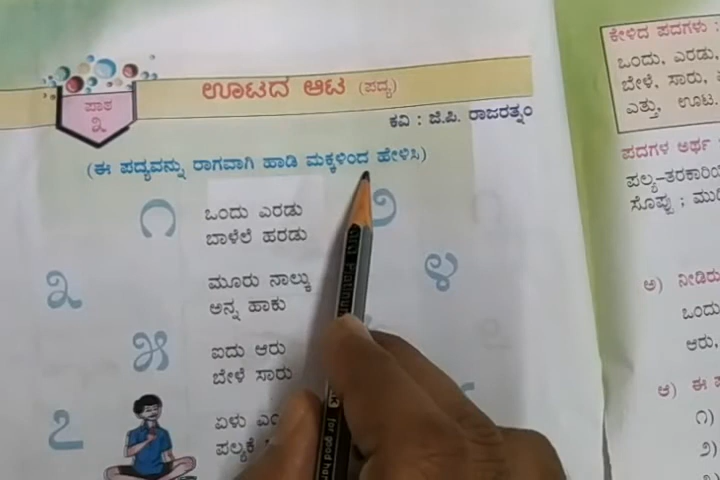 ಪಾಠ
೩
ಊಟದ ಆಟ (ಪದ್ಯ)
ಕವಿ : ಜಿ.ಪಿ. ರಾಜರತ್ನಂ
(ಈ ಪದ್ಯವನ್ನು ರಾಗವಾಗಿ ಹಾಡಿ ಮಕ್ಕಳಿಂದ ಹೇಳಿಸಿ)
೧
ಒಂದು ಎರಡು
ಬಾಳೆಲೆ ಹರಡು
೨
ಮೂರು ನಾಲ್ಕು
ಅನ್ನ ಹಾಕು
೪
೩
ಐದು ಆರು
ಬೇಳೆ ಸಾರು
೫
ಏಳು
ಪಲ್ಯಕೆ
೭
ಕೇಳಿದ ಪದಗಳು :
ಒಂದು, ಎರಡು,
ಬೇಳೆ, ಸಾರು,
ಎತ್ತು, ಊಟ,
ಪದಗಳ ಅರ್ಥ
ಪಲ್ಯ-
ಸೊಪ್ಪು :
ಅ)
ಒಂದು
ಆರು,
ಆ) ಈ
೧)
೨)